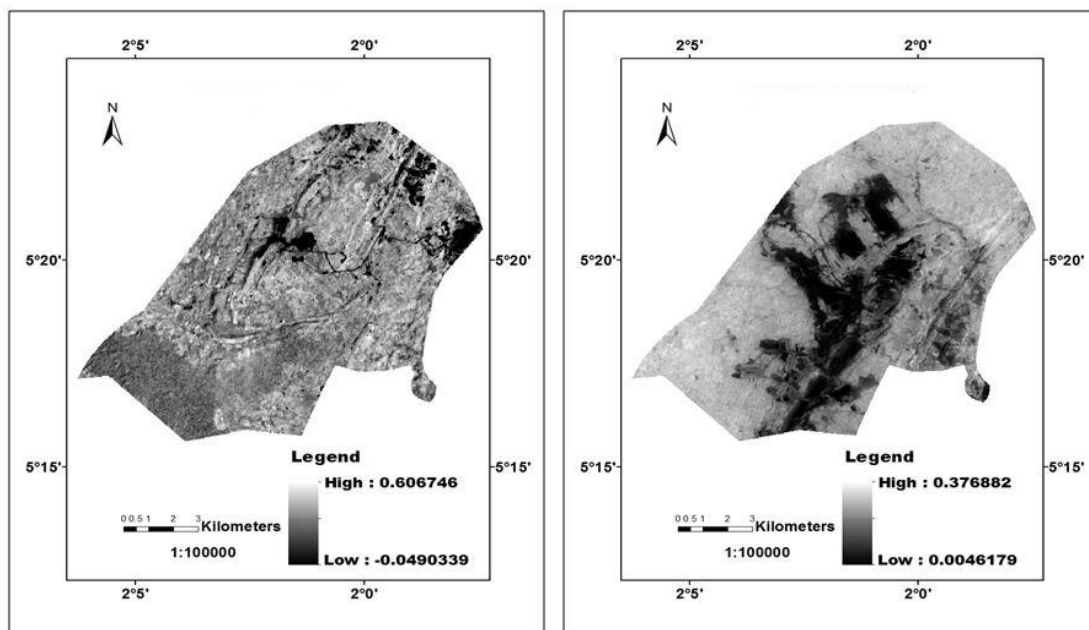 2°5' 2°0'
N
5°20' 5°20'
5°15' 5°15'
Legend
High : 0.606746
Low : -0.0490339
0 0.5 1 2 3 Kilometers
1:100000
2°5' 2°0'
2°5' 2°0'
N
5°20' 5°20'
5°15' 5°15'
Legend
High : 0.376882
Low : 0.0046179
0 0.5 1 2 3 Kilometers
1:100000
2°5' 2°0'